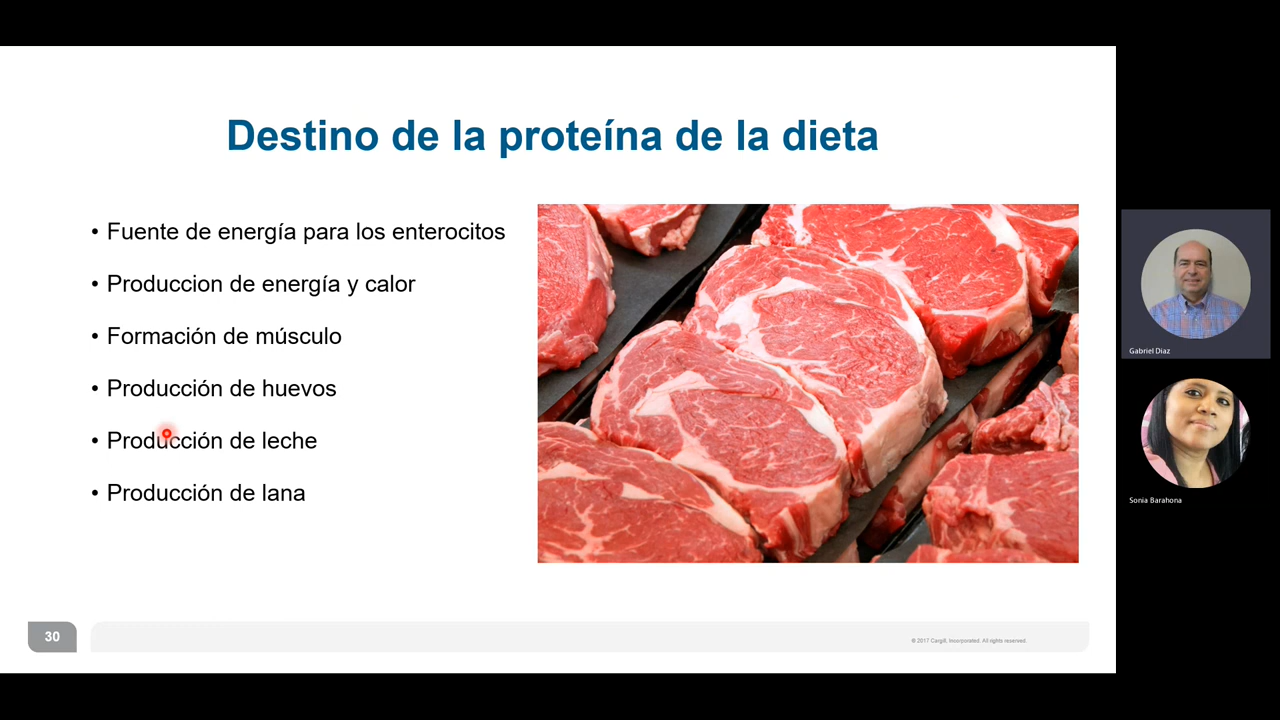 Destino de la proteína de la dieta
• Fuente de energía para los enterocitos
• Produccion de energía y calor
• Formación de músculo
• Producción de huevos
• Producción de leche
• Producción de lana
30
© 2017 Cargill, Incorporated. All rights reserved.
Gabriel Diaz
Sonia Barahona